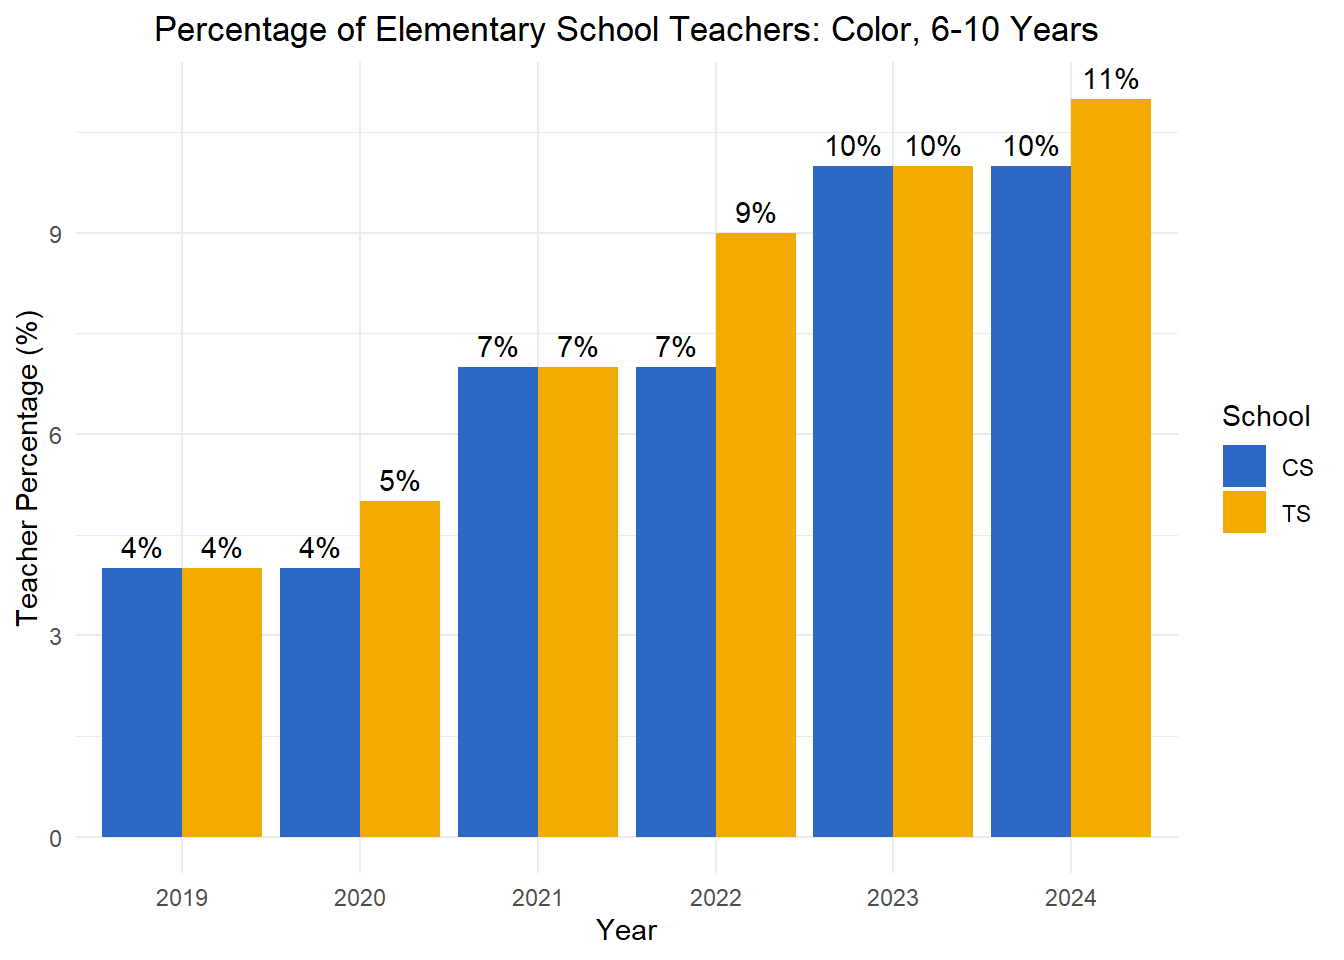 Percentage of Elementary School Teachers: Color, 6-10 Years
11%
10% 10% 10%
9%
9
7% 7% 7%
6
5%
4% 4% 4%
3
0
Teacher Percentage (%)
2019 2020 2021 2022 2023 2024
Year
School
CS
TS